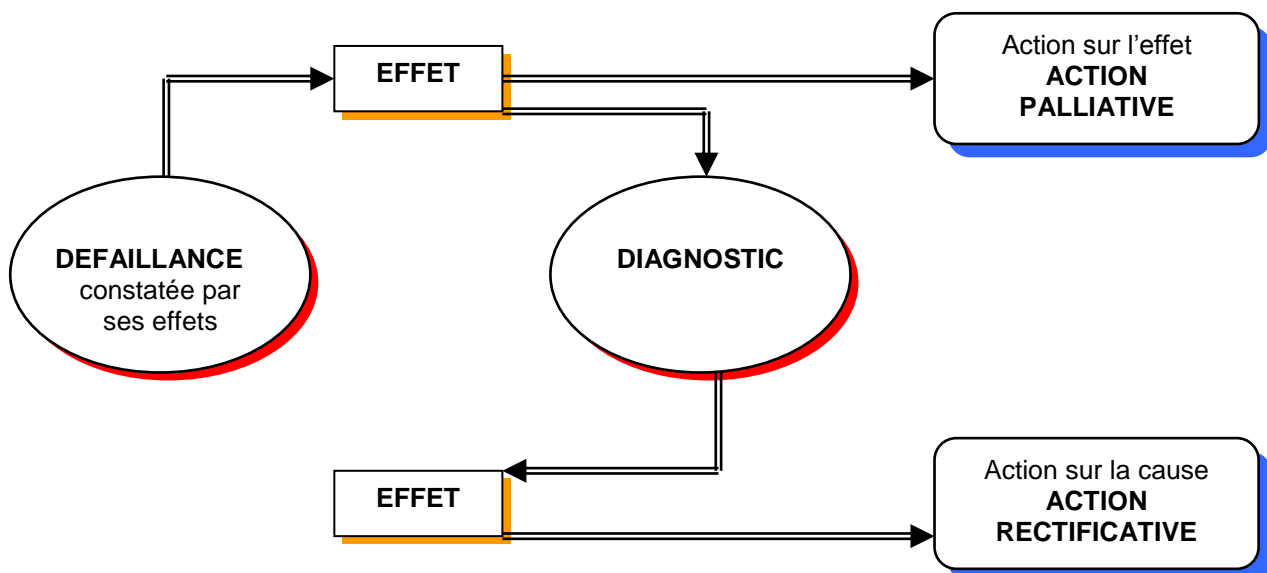 EFFET
Action sur l’effet
ACTION
PALLIATIVE
DEFAILLANCE
constatée par
ses effets
DIAGNOSTIC
EFFET
Action sur la cause
ACTION
RECTIFICATIVE